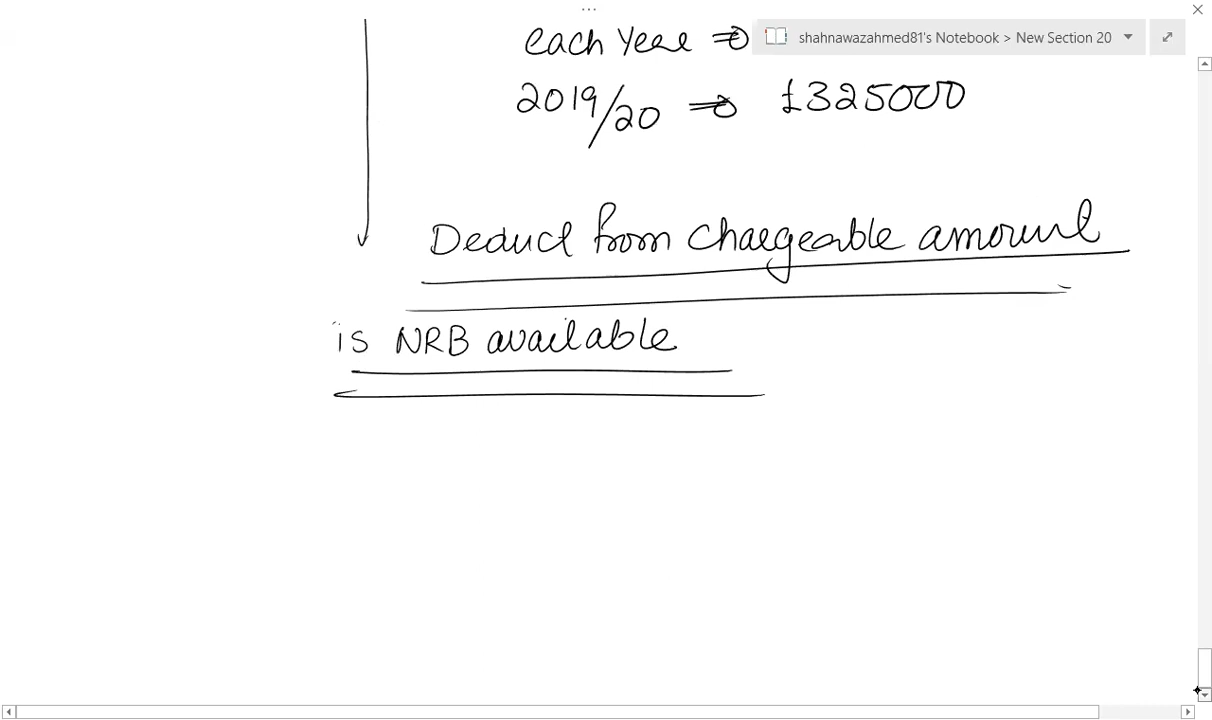 ...
each Year ⇒
shahnawazahmed81's Notebook > New Section 20
2019/20 ⇒ £325000
Deduct from chargeable amount
is NRB available